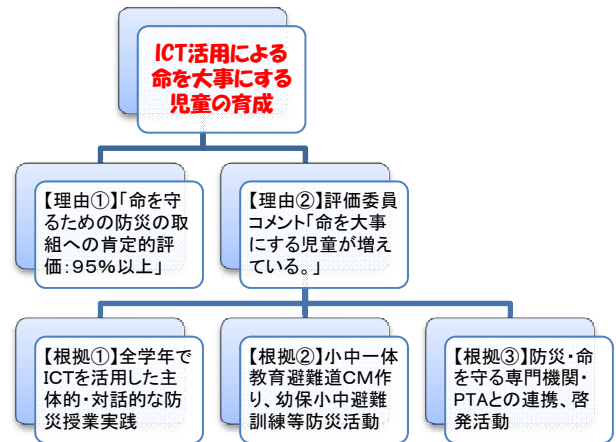 ICT活用による
命を大事にする
児童の育成
【理由①】「命を守
るための防災の取
組への肯定的評
価：95％以上」
【理由②】評価委員
コメント「命を大事
にする児童が増え
ている。」
【根拠①】全学年で
ICTを活用した主
体的・対話的な防
災授業実践
【根拠②】小中一体
教育避難道CM作
り、幼保小中避難
訓練等防災活動
【根拠③】防災・命
を守る専門機関・
PTAとの連携、啓
発活動